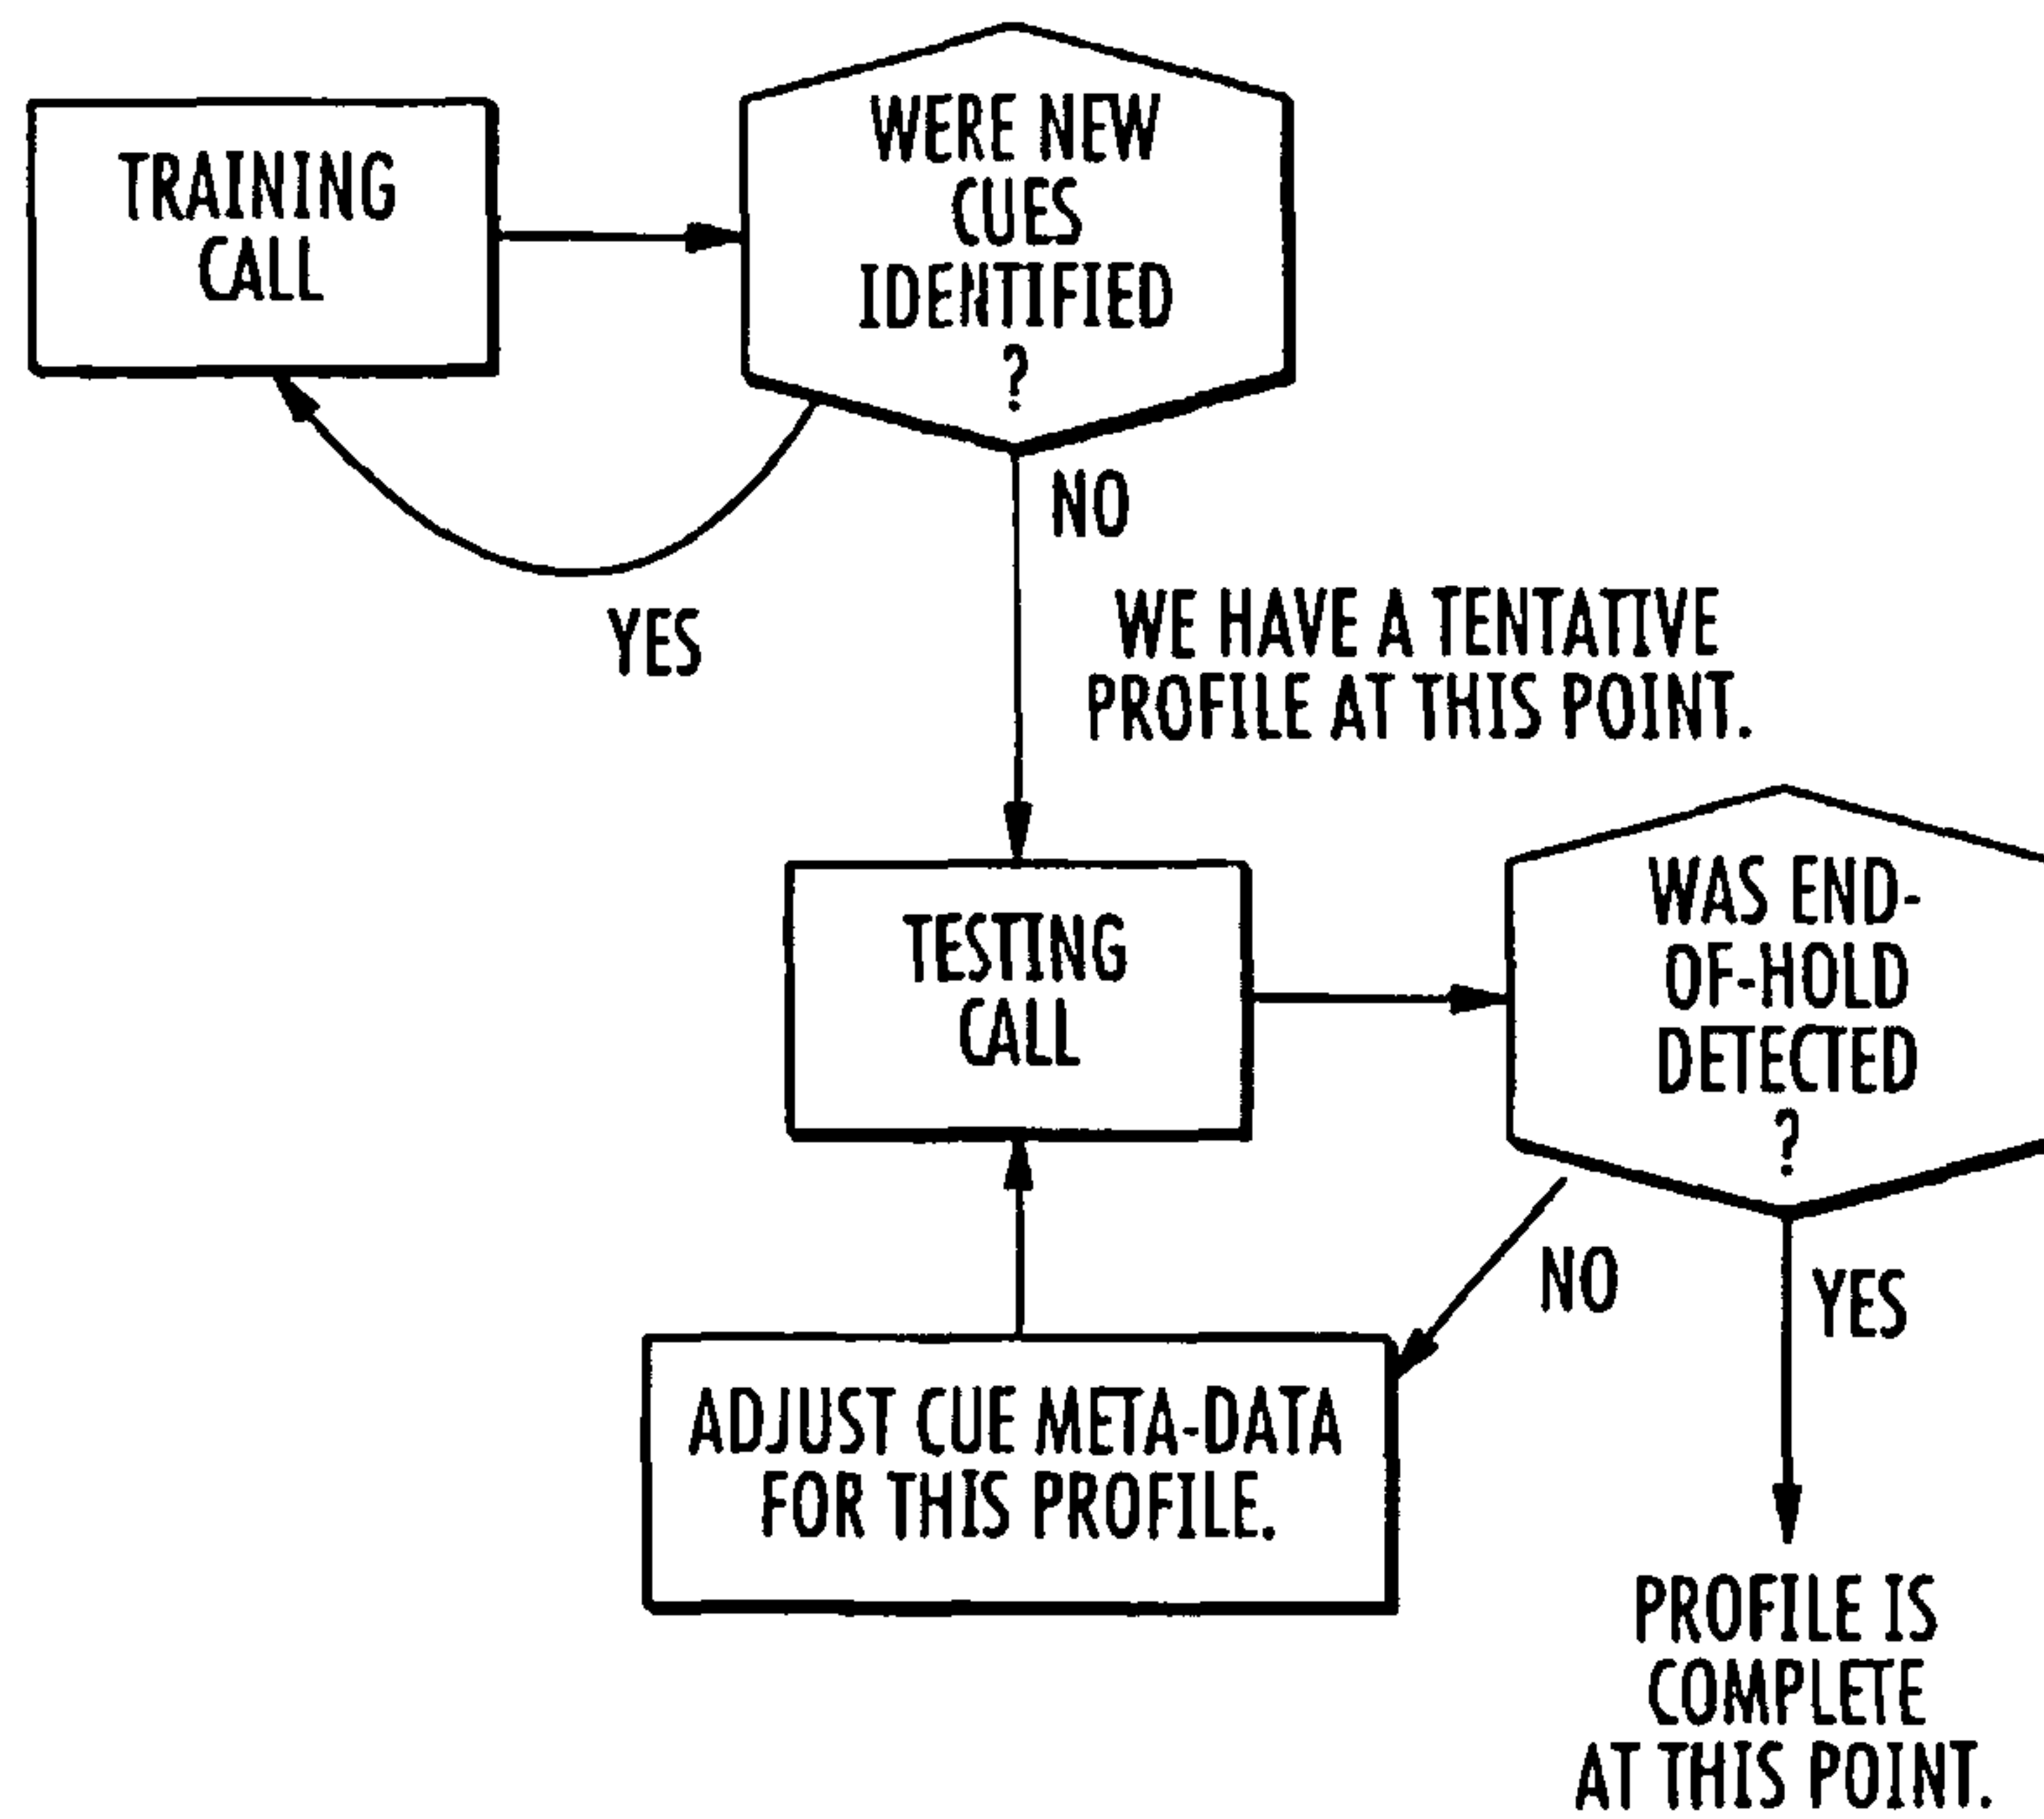 TRAINING
CALL
WERE NEW
CUES
IDENTIFIED
?
YES
NO
WE HAVE A TENTATIVE
PROFILE AT THIS POINT.
TESTING
CALL
WAS END-
OF-HOLD
DETECTED
?
NO
YES
ADJUST CUE META-DATA
FOR THIS PROFILE.
PROFILE IS
COMPLETE
AT THIS POINT.